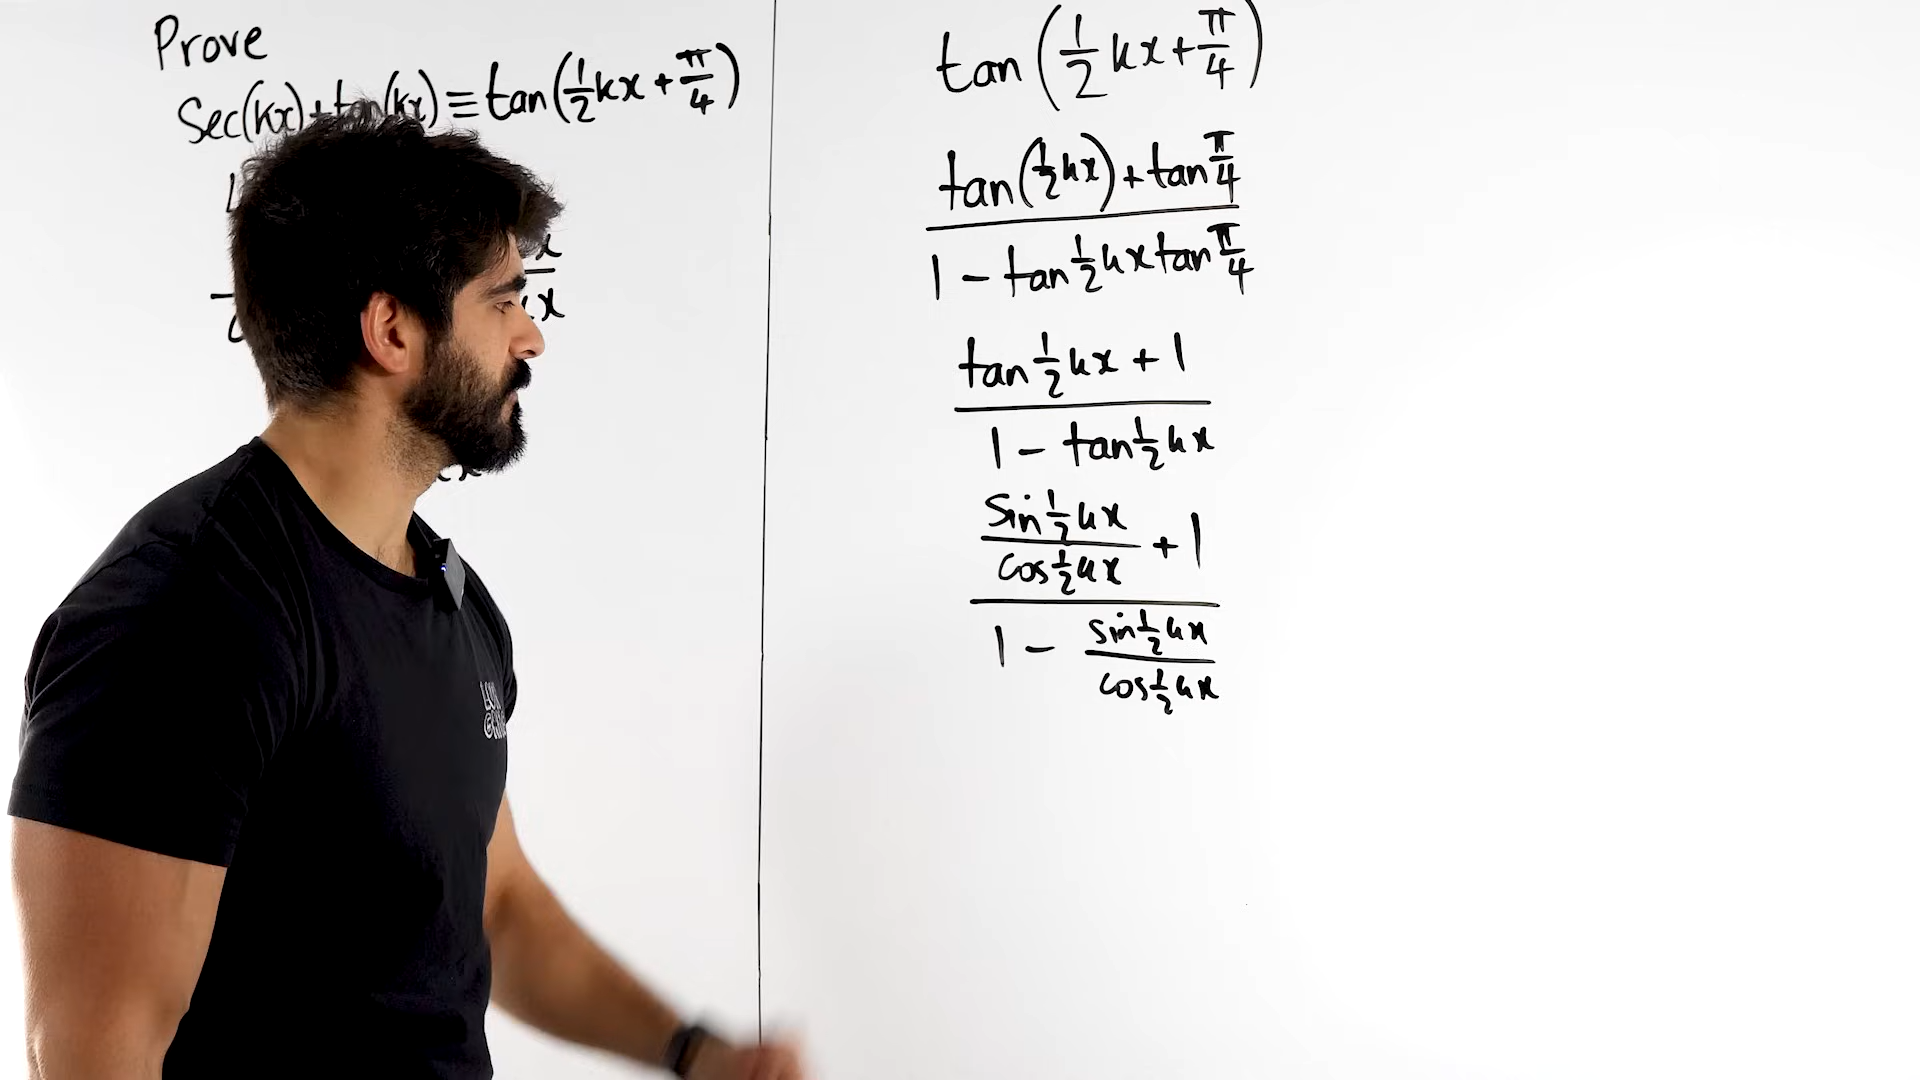 Prove
Sec(kx) + tan(kx) ≡ tan(½kx + π/4)
x
x
tan(½kx + π/4)
tan(½kx) + tan π/4
1 - tan ½kx tan π/4
tan ½kx + 1
1 - tan ½kx
Sin ½kx
cos ½kx
+ 1
1 -
sin ½kx
cos ½kx